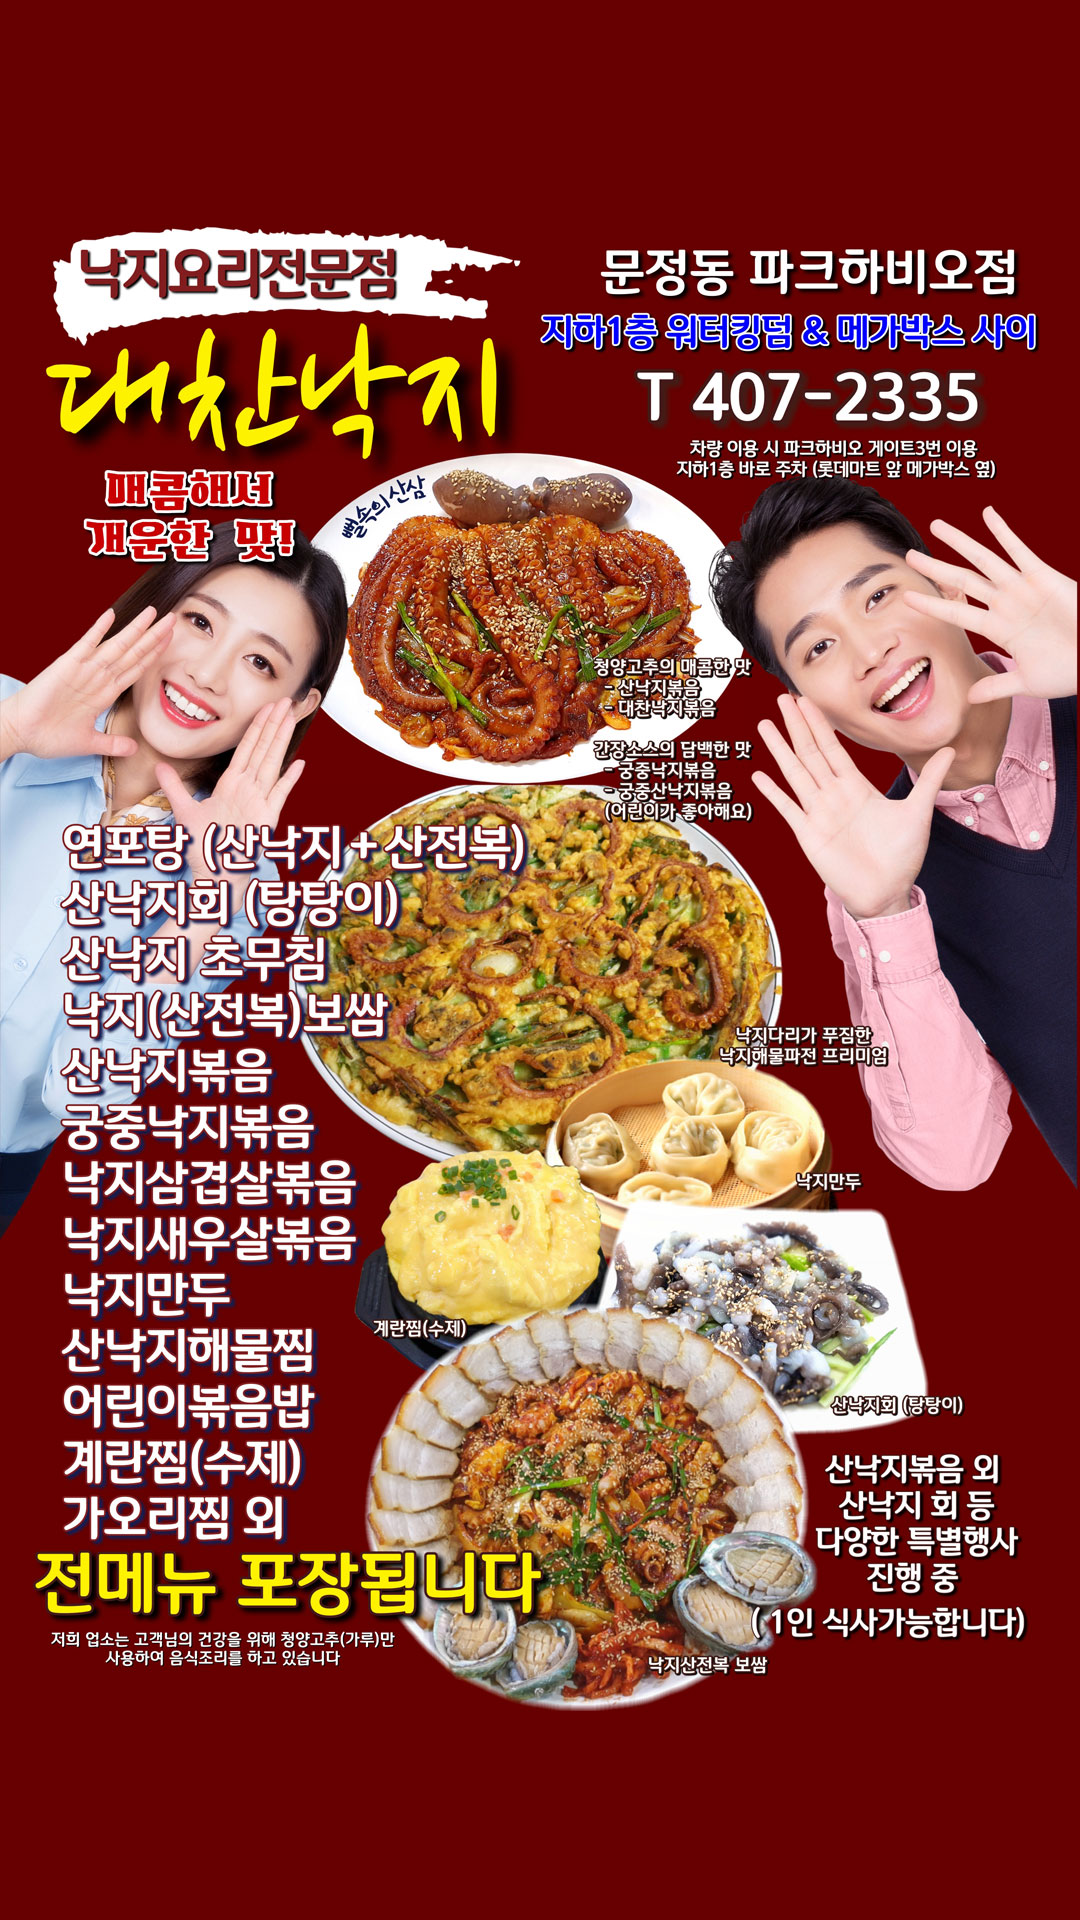 낙지요리전문점
대찬낙지
매콤해서
개운한 맛!
문정동 파크하비오점
지하1층 워터킹덤 & 메가박스 사이
T 407-2335
차량 이용 시 파크하비오 게이트3번 이용
지하1층 바로 주차 (롯데마트 앞 메가박스 옆)
뻘속의 산삼
청양고추의 매콤한 맛
- 산낙지볶음
- 대찬낙지볶음
간장소스의 담백한 맛
- 궁중낙지볶음
- 궁중산낙지볶음
(어린의가 좋아해요)
연포탕 (산낙지+산전복)
산낙지회 (탕탕이)
산낙지 초무침
낙지(산전복)보쌈
산낙지볶음
궁중낙지볶음
낙지삼겹살볶음
낙지새우살볶음
낙지만두
산낙지해물찜
어린이볶음밥
계란찜(수제)
가오리찜 외
전메뉴 포장됩니다
저희 업소는 고객님의 건강을 위해 청양고추(가루)만
사용하여 음식조리를 하고 있습니다
낙지다리가 푸짐한
낙지해물파전 프리미엄
낙지만두
계란찜(수제)
산낙지회 (탕탕이)
산낙지볶음 외
산낙지 회 등
다양한 특별행사
진행 중
( 1인 식사가능합니다)
낙지산전복 보쌈